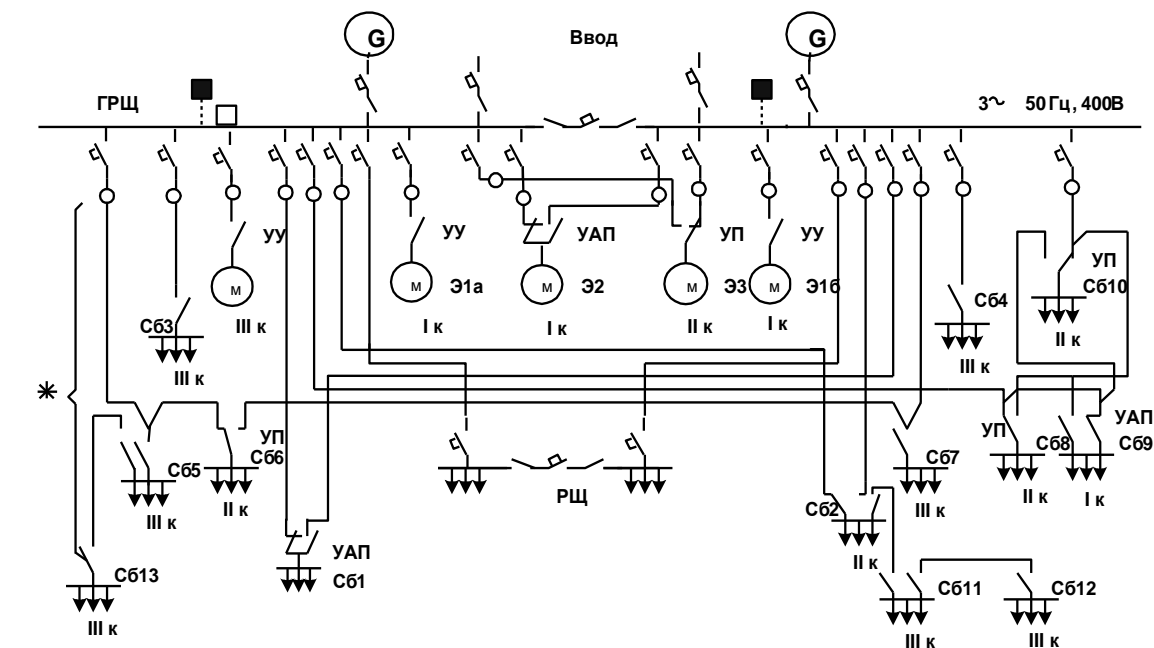 G
Ввод
G
ГРЩ
3~ 50 Гц, 400В
УУ
УУ
УАП
УП
УУ
УП
Сб10
М
М
М
М
М
Э1а
Э2
Э3
Э1б
Сб4
Сб3
III к
I к
I к
II к
I к
II к
III к
III к
УП
Сб6
УП
Сб8
УАП
Сб9
Сб5
Сб7
II к
I к
РЩ
Сб2
III к
II к
III к
УАП
Сб1
II к
Сб13
Сб11
Сб12
III к
III к
III к